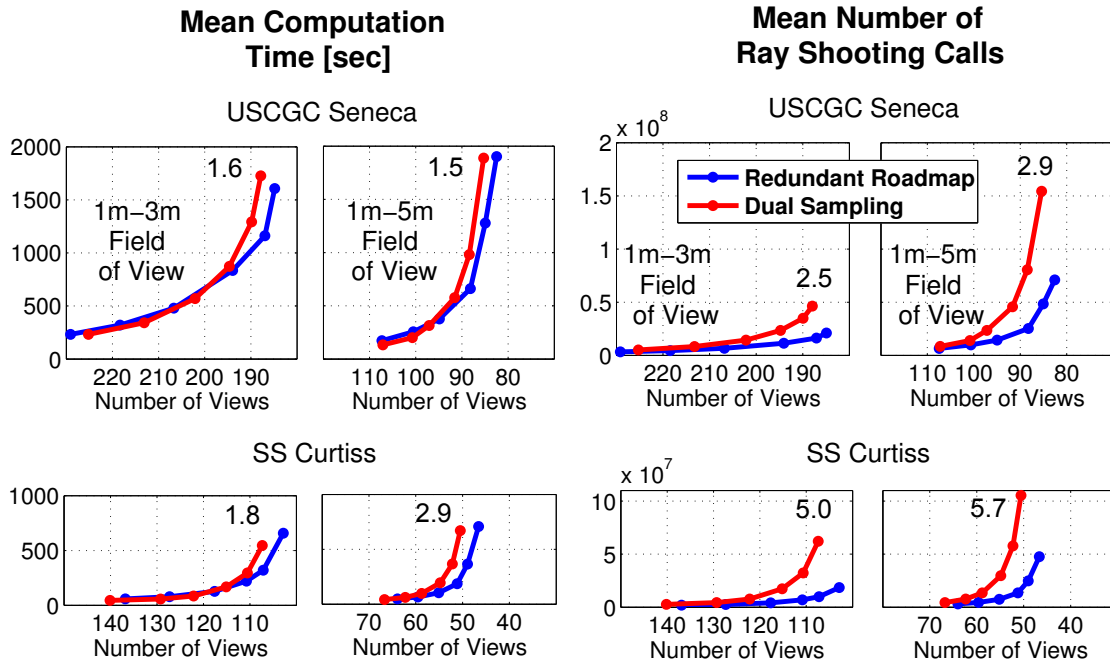 Mean Computation
Time [sec]
Mean Number of
Ray Shooting Calls
USCGC Seneca
2000
1500
1000
500
0
1.6
1m−3m
Field
of View
220 210 200 190
Number of Views
1.5
1m−5m
Field
of View
110 100 90 80
Number of Views
USCGC Seneca
x 10^8
2
1.5
1
0.5
0
Redundant Roadmap
Dual Sampling
1m−3m
Field
of View
2.5
220 210 200 190
Number of Views
2.9
1m−5m
Field
of View
110 100 90 80
Number of Views
SS Curtiss
1000
500
0
1.8
140 130 120 110
Number of Views
2.9
70 60 50 40
Number of Views
SS Curtiss
x 10^7
10
5
0
5.0
140 130 120 110
Number of Views
5.7
70 60 50 40
Number of Views